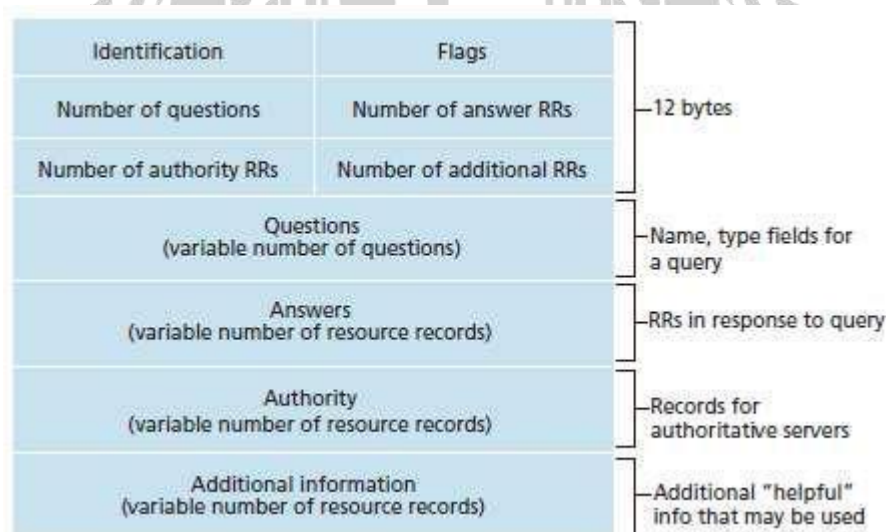 Identification Flags
Number of questions Number of answer RRs
12 bytes
Number of authority RRs Number of additional RRs
Questions
(variable number of questions)
Name, type fields for
a query
Answers
(variable number of resource records)
RRs in response to query
Authority
(variable number of resource records)
Records for
authoritative servers
Additional information
(variable number of resource records)
Additional "helpful"
info that may be used